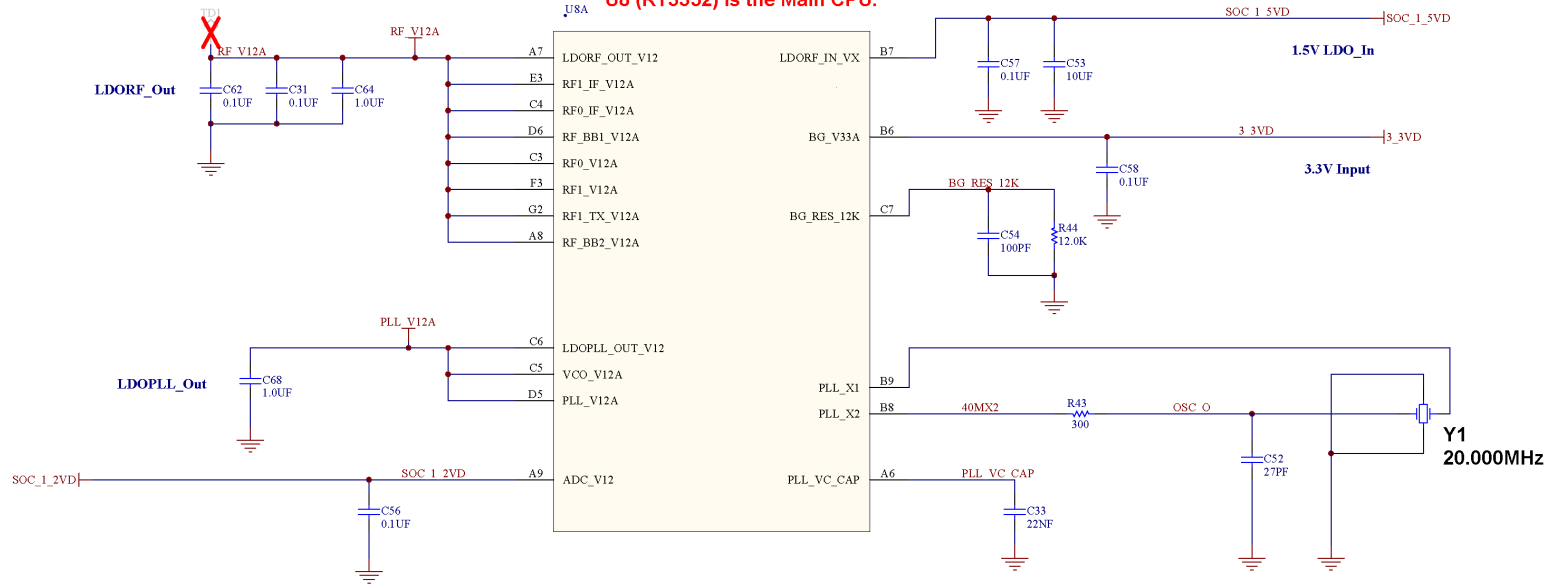 U8 (RT3352) is the Main CPU.
U8A
TD1
RF_V12A
RF_V12A
SOC_1_5VD
SOC_1_5VD
1.5V LDO_In
LDORF_Out
C62
0.1UF
C31
0.1UF
C64
1.0UF
A7
LDORF_OUT_V12
E3
RF1_IF_V12A
C4
RF0_IF_V12A
D6
RF_BB1_V12A
C3
RF0_V12A
F3
RF1_V12A
G2
RF1_TX_V12A
A8
RF_BB2_V12A
LDORF_IN_VX
B7
C57
0.1UF
C53
10UF
BG_V33A
B6
3_3VD
3_3VD
3.3V Input
C58
0.1UF
BG_RES_12K
C7
BG_RES_12K
C54
100PF
R44
12.0K
PLL_V12A
LDOPLL_Out
C68
1.0UF
C6
LDOPLL_OUT_V12
C5
VCO_V12A
D5
PLL_V12A
PLL_X1
B9
PLL_X2
B8
40MX2
R43
300
OSC_O
Y1
20.000MHz
C52
27PF
SOC_1_2VD
SOC_1_2VD
A9
ADC_V12
C56
0.1UF
PLL_VC_CAP
A6
PLL_VC_CAP
C33
22NF